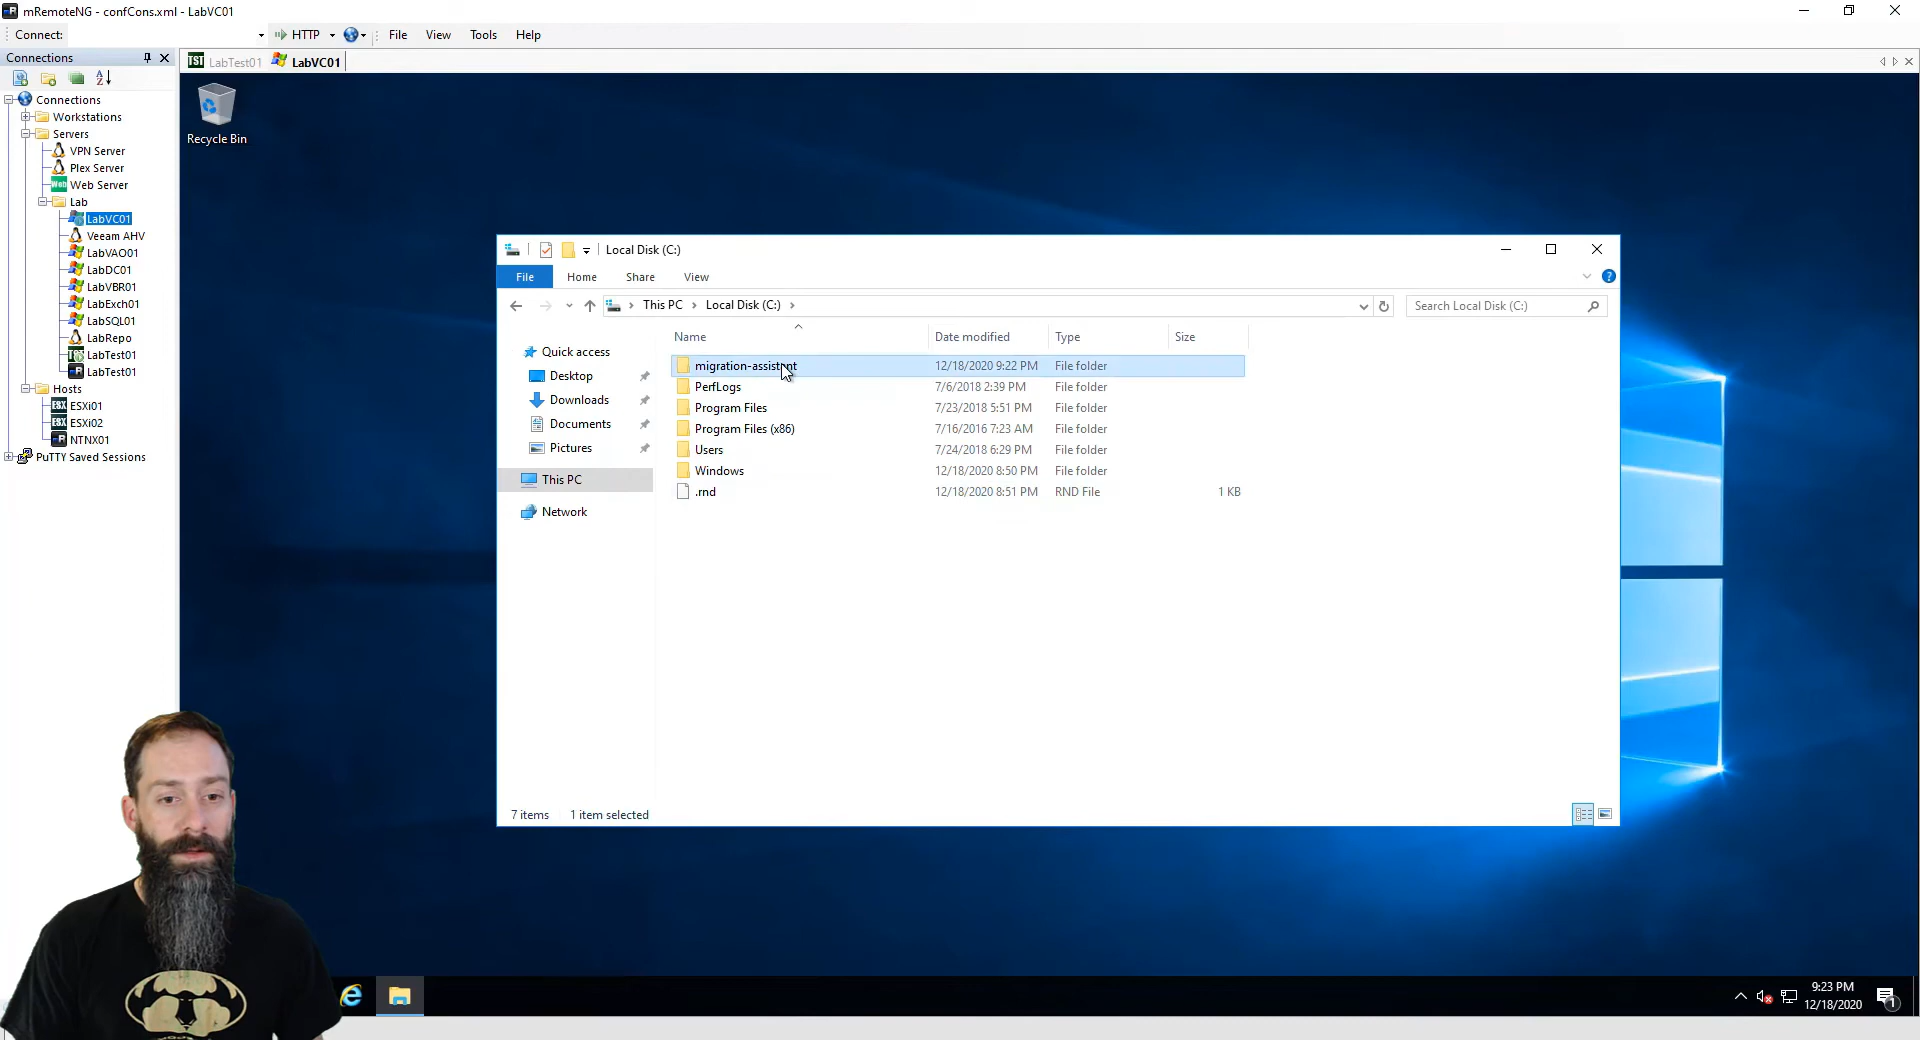 mRemoteNG - confCons.xml - LabVC01
Connect: HTTP File View Tools Help
Connections
LabTest01 LabVC01
Connections
Workstations
Servers
VPN Server
Plex Server
Web Server
Lab
LabVC01
Veeam AHV
LabVAO01
LabDC01
LabVBR01
LabExch01
LabSQL01
LabRepo
LabTest01
LabTest01
Hosts
ESXi01
ESXi02
NTNX01
PuTTY Saved Sessions
Recycle Bin
Local Disk (C:)
File Home Share View
This PC Local Disk (C:) Search Local Disk (C:)
Quick access
Desktop
Downloads
Documents
Pictures
This PC
Network
Name Date modified Type Size
migration-assistant 12/18/2020 9:22 PM File folder
PerfLogs 7/6/2018 2:39 PM File folder
Program Files 7/23/2018 5:51 PM File folder
Program Files (x86) 7/16/2016 7:23 AM File folder
Users 7/24/2018 6:29 PM File folder
Windows 12/18/2020 8:50 PM File folder
.rnd 12/18/2020 8:51 PM RND File 1 KB
7 items 1 item selected
9:23 PM
12/18/2020
1